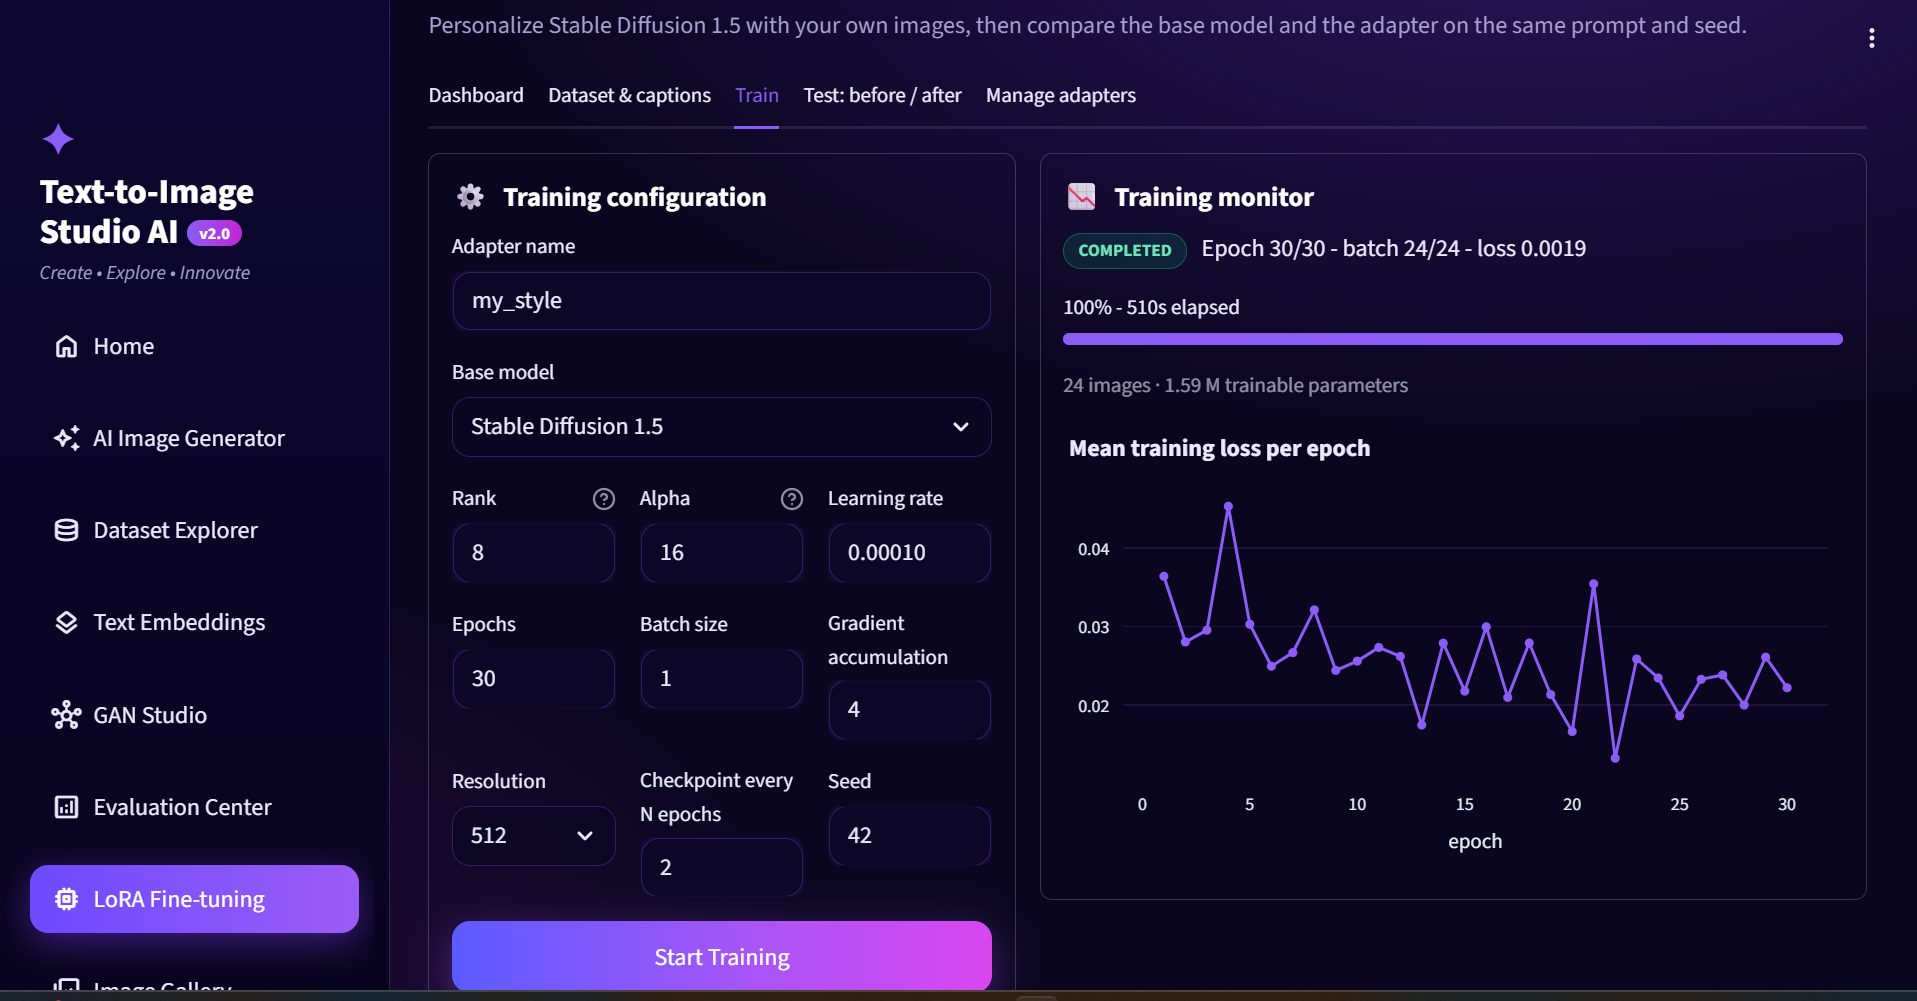 Personalize Stable Diffusion 1.5 with your own images, then compare the base model and the adapter on the same prompt and seed.
Text-to-Image
Studio AI v2.0
Create • Explore • Innovate
Home
AI Image Generator
Dataset Explorer
Text Embeddings
GAN Studio
Evaluation Center
LoRA Fine-tuning
Image Gallery
Dashboard Dataset & captions Train Test: before / after Manage adapters
Training configuration
Adapter name
my_style
Base model
Stable Diffusion 1.5
Rank Alpha Learning rate
8 16 0.00010
Epochs Batch size Gradient
accumulation
30 1 4
Resolution Checkpoint every Seed
N epochs
512 2 42
Start Training
Training monitor
COMPLETED Epoch 30/30 - batch 24/24 - loss 0.0019
100% - 510s elapsed
24 images · 1.59 M trainable parameters
Mean training loss per epoch
0.04
0.03
0.02
0 5 10 15 20 25 30
epoch